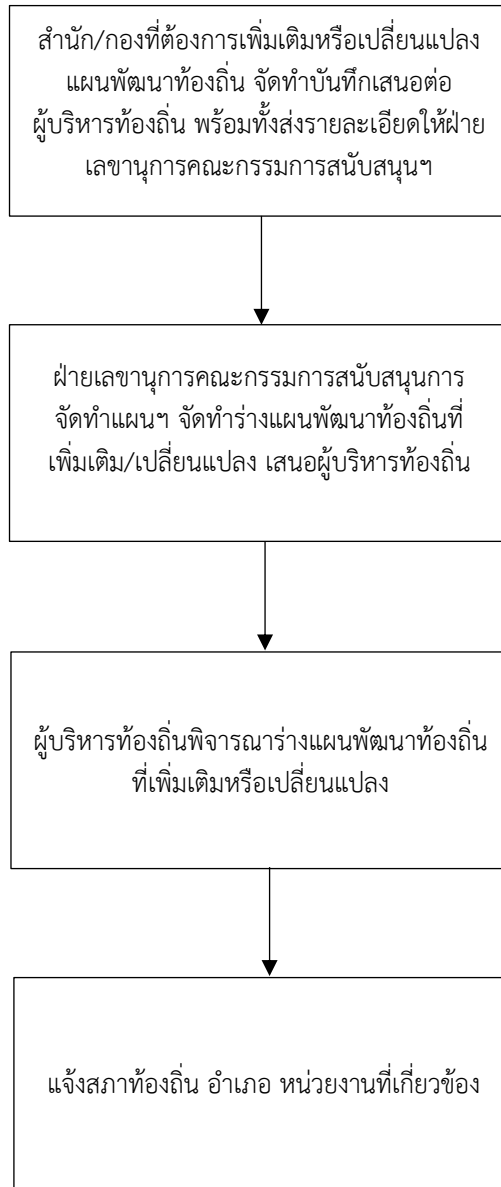 สำนัก/กองที่ต้องการเพิ่มเติมหรือเปลี่ยนแปลง
แผนพัฒนาท้องถิ่น จัดทำบันทึกเสนอต่อ
ผู้บริหารท้องถิ่น พร้อมทั้งส่งรายละเอียดให้ฝ่าย
เลขานุการคณะกรรมการสนับสนุนฯ
ฝ่ายเลขานุการคณะกรรมการสนับสนุนการ
จัดทำแผนฯ จัดทำร่างแผนพัฒนาท้องถิ่นที่
เพิ่มเติม/เปลี่ยนแปลง เสนอผู้บริหารท้องถิ่น
ผู้บริหารท้องถิ่นพิจารณาร่างแผนพัฒนาท้องถิ่น
ที่เพิ่มเติมหรือเปลี่ยนแปลง
แจ้งสภาท้องถิ่น อำเภอ หน่วยงานที่เกี่ยวข้อง